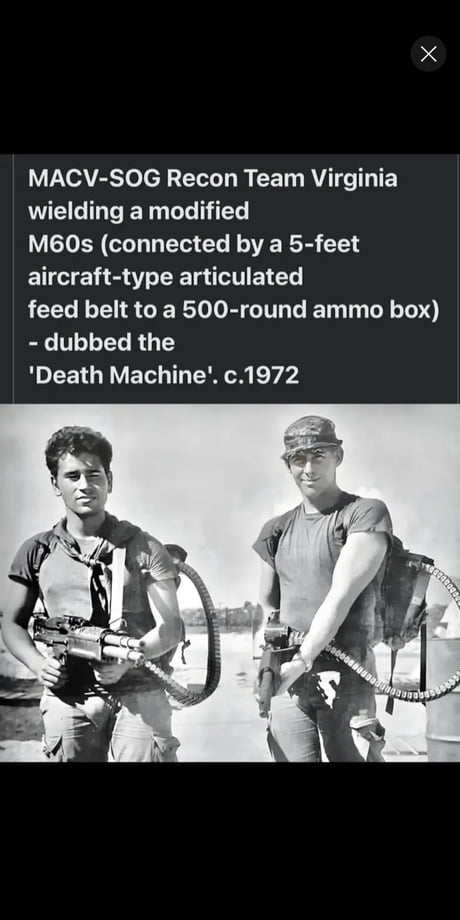 MACV-SOG Recon Team Virginia
wielding a modified
M60s (connected by a 5-feet
aircraft-type articulated
feed belt to a 500-round ammo box)
- dubbed the
'Death Machine'. c.1972